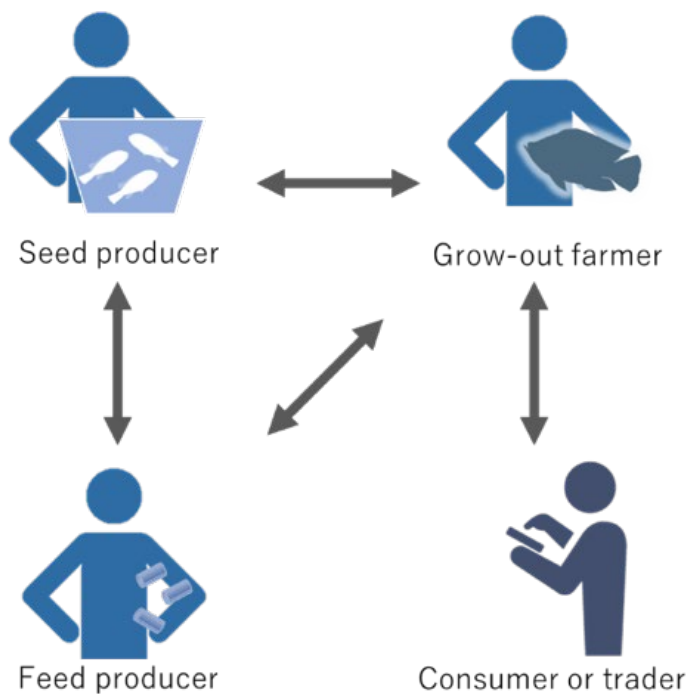 Seed producer
Grow-out farmer
Feed producer
Consumer or trader